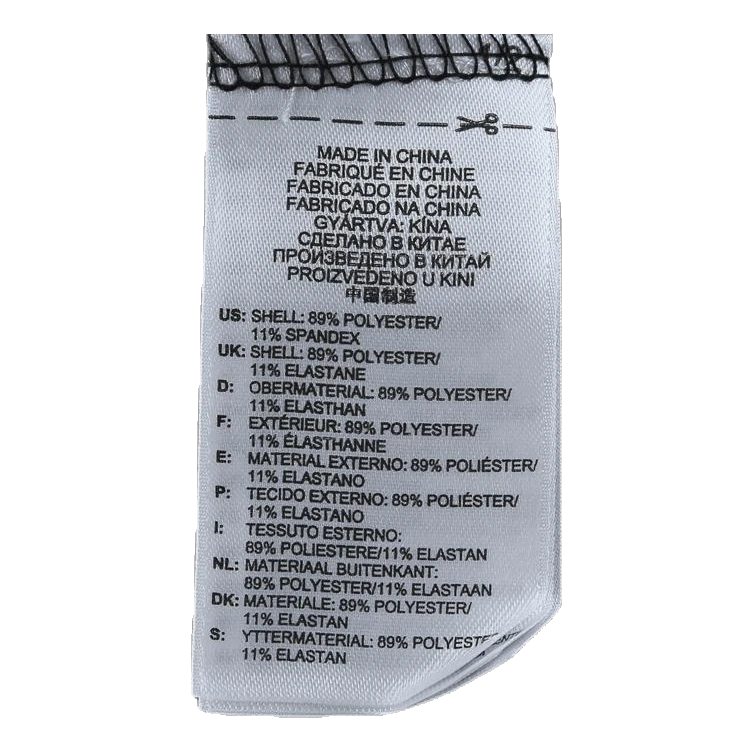 MADE IN CHINA
FABRIQUÉ EN CHINE
FABRICADO EN CHINA
FABRICADO NA CHINA
GYÁRTVA: KÍNA
СДЕЛАНО В КИТАЕ
ПРОИЗВЕДЕНО В КИТАЙ
PROIZVEDENO U KINI
中国制造
US: SHELL: 89% POLYESTER/
11% SPANDEX
UK: SHELL: 89% POLYESTER/
11% ELASTANE
D: OBERMATERIAL: 89% POLYESTER/
11% ELASTHAN
F: EXTÉRIEUR: 89% POLYESTER/
11% ÉLASTHANNE
E: MATERIAL EXTERNO: 89% POLIÉSTER/
11% ELASTANO
P: TECIDO EXTERNO: 89% POLIÉSTER/
11% ELASTANO
I: TESSUTO ESTERNO:
89% POLIESTERE/11% ELASTAN
NL: MATERIAAL BUITENKANT:
89% POLYESTER/11% ELASTAAN
DK: MATERIALE: 89% POLYESTER/
11% ELASTAN
S: YTTERMATERIAL: 89% POLYESTE
11% ELASTAN